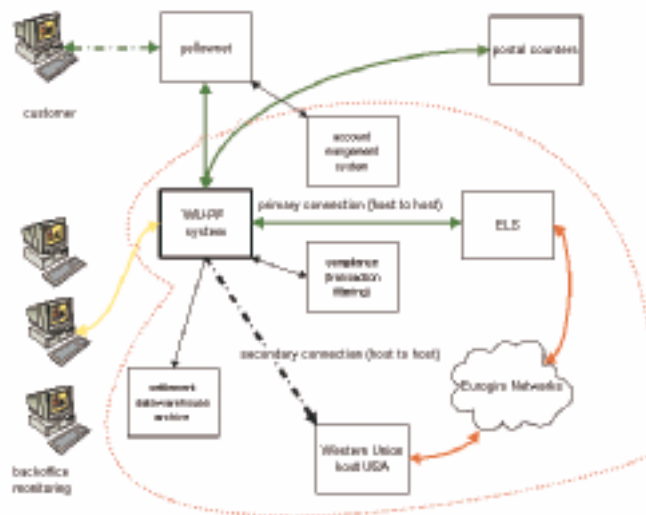 yellownet
postal counters
customer
account
mangement
system
WU-PF
system
primary connection (host to host)
ELS
compliance
(transaction
filtering)
secondary connection (host to host)
settlement
datawarehouse
archive
Eurogiro Networks
Western Union
host USA
backoffice
monitoring